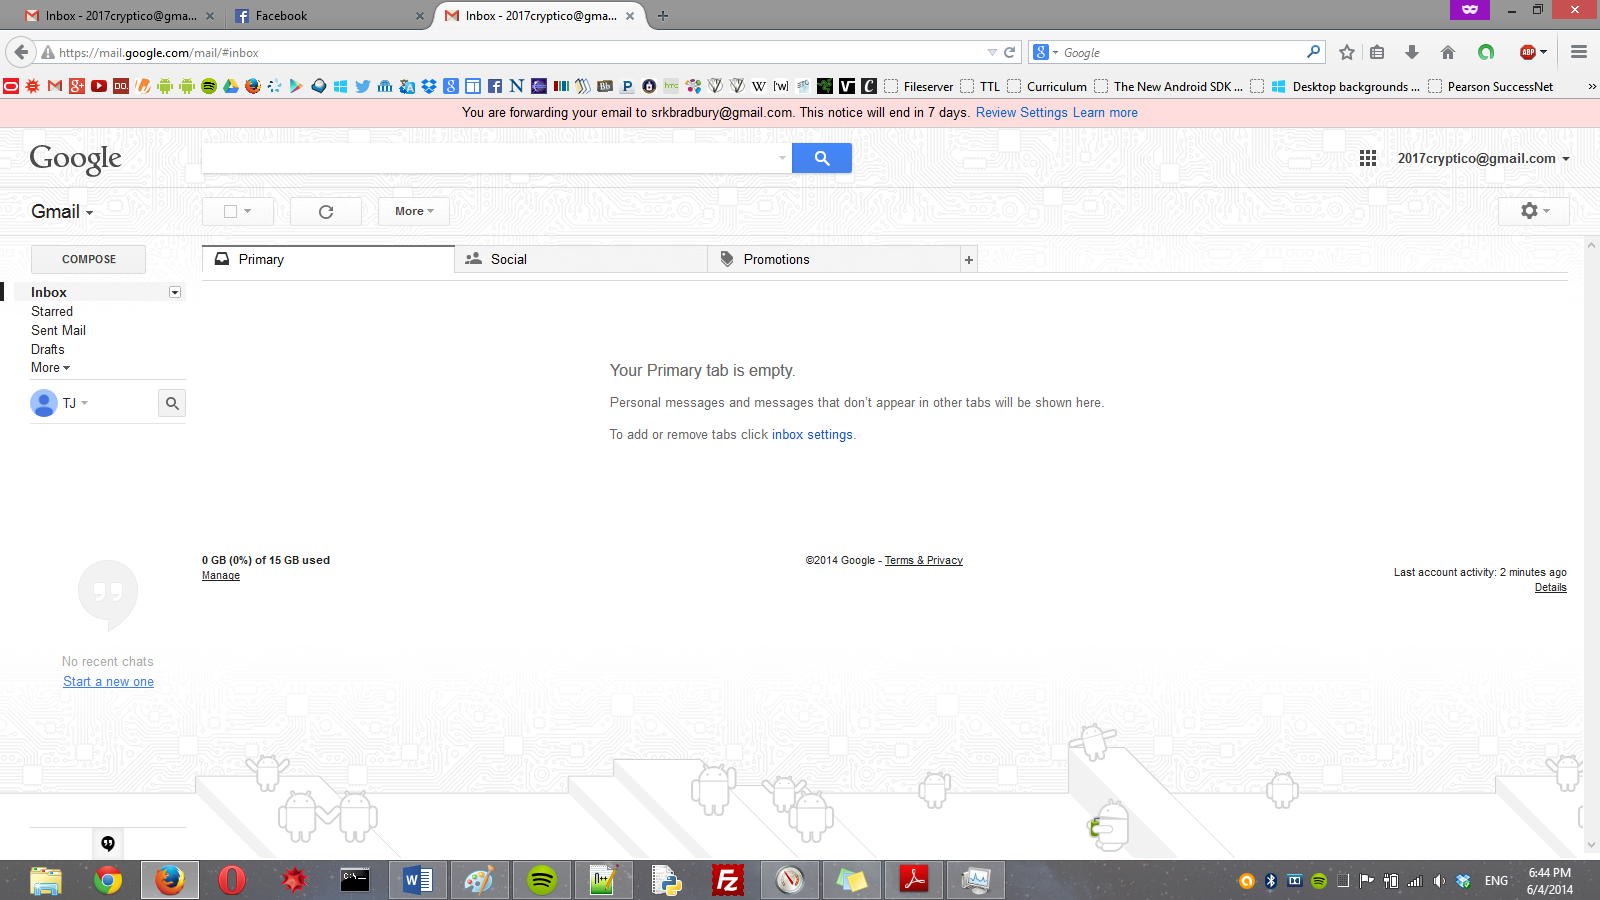 Inbox - 2017cryptico@gma...
Facebook
Inbox - 2017cryptico@gma...
https://mail.google.com/mail/#inbox
Google
Fileserver
TTL
Curriculum
The New Android SDK ...
Desktop backgrounds ...
Pearson SuccessNet
You are forwarding your email to srkbradbury@gmail.com. This notice will end in 7 days. Review Settings Learn more
Google
2017cryptico@gmail.com
Gmail
More
COMPOSE
Primary
Social
Promotions
Inbox
Starred
Sent Mail
Drafts
More
TJ
Your Primary tab is empty.
Personal messages and messages that don't appear in other tabs will be shown here.
To add or remove tabs click inbox settings.
0 GB (0%) of 15 GB used
Manage
©2014 Google - Terms & Privacy
Last account activity: 2 minutes ago
Details
No recent chats
Start a new one
ENG
6:44 PM
6/4/2014